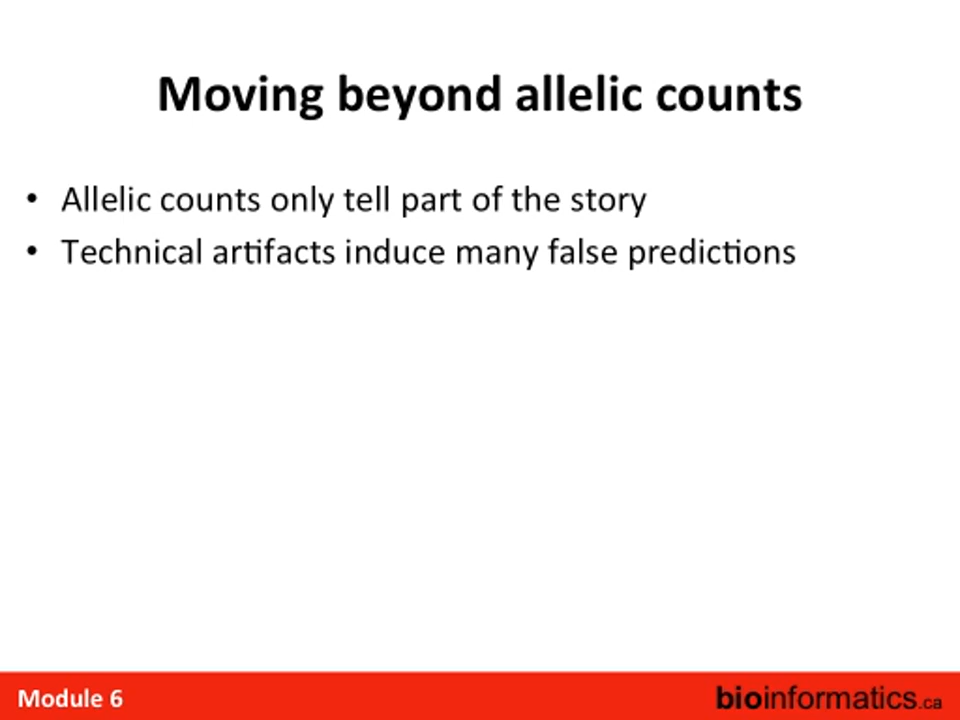 Moving beyond allelic counts
• Allelic counts only tell part of the story
• Technical artifacts induce many false predictions
Module 6
bioinformatics.ca